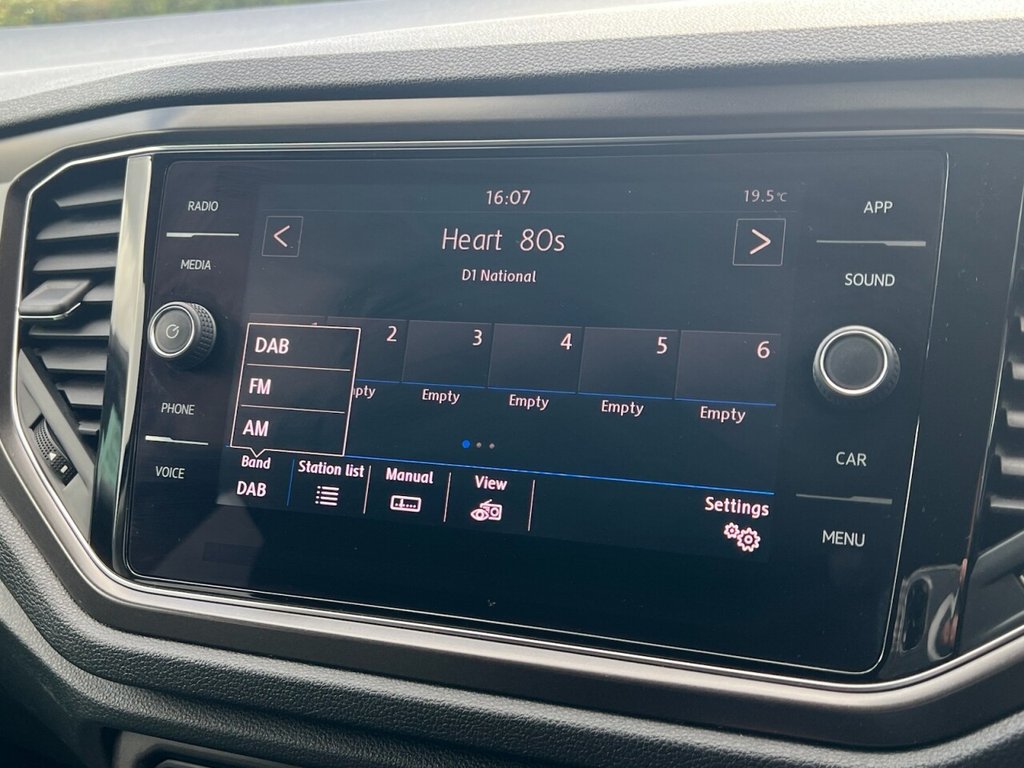 RADIO
MEDIA
PHONE
VOICE
16:07
19.5°C
<
Heart 80s
>
D1 National
2 3 4 5 6
Empty Empty Empty Empty
DAB
FM
AM
Band Station list Manual View Settings
DAB
APP
SOUND
CAR
MENU